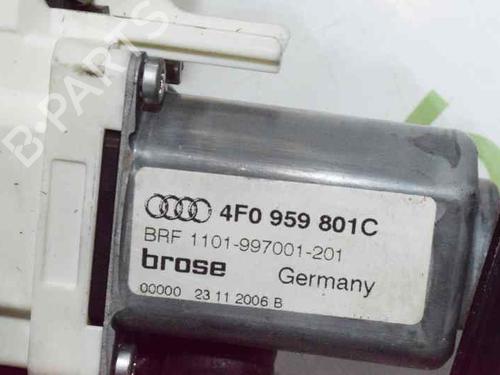 B-PARTS
4F0 959 801C
BRF 1101-997001-201
brose Germany
00000 23 11 2006 B